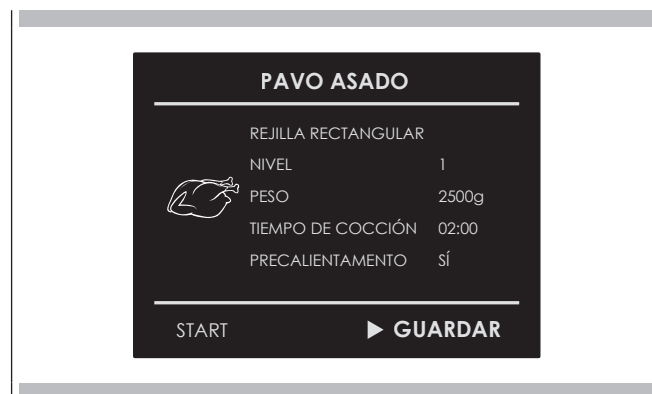 PAVO ASADO
REJILLA RECTANGULAR
NIVEL 1
PESO 2500g
TIEMPO DE COCCIÓN 02:00
PRECALIENTAMENTO SÍ
START ▶ GUARDAR